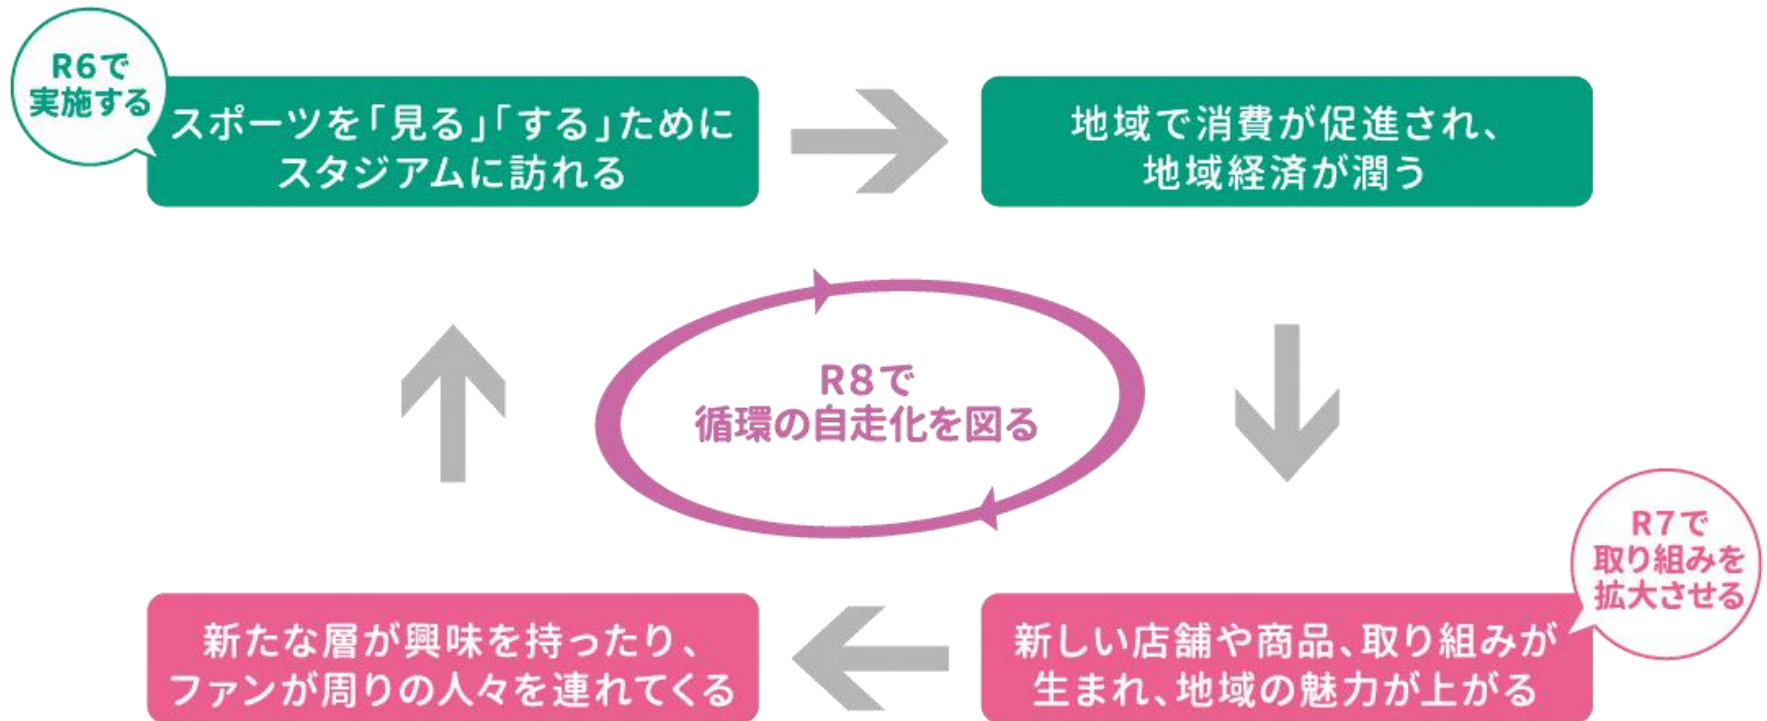 R6で
実施する
スポーツを「見る」「する」ために
スタジアムに訪れる
地域で消費が促進され、
地域経済が潤う
R8で
循環の自走化を図る
R7で
取り組みを
拡大させる
新たな層が興味を持ったり、
ファンが周りの人々を連れてくる
新しい店舗や商品、取り組みが
生まれ、地域の魅力が上がる